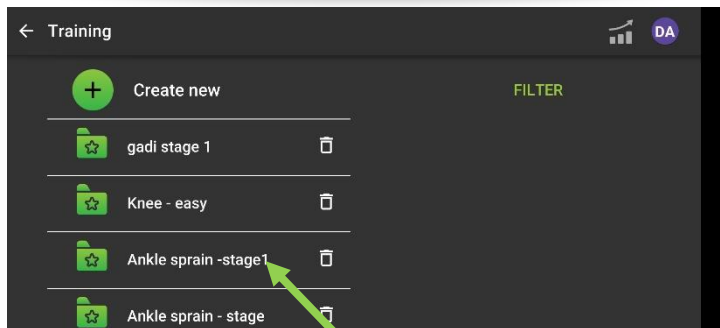 Training
DA
Create new
FILTER
gadi stage 1
Knee - easy
Ankle sprain -stage1
Ankle sprain - stage